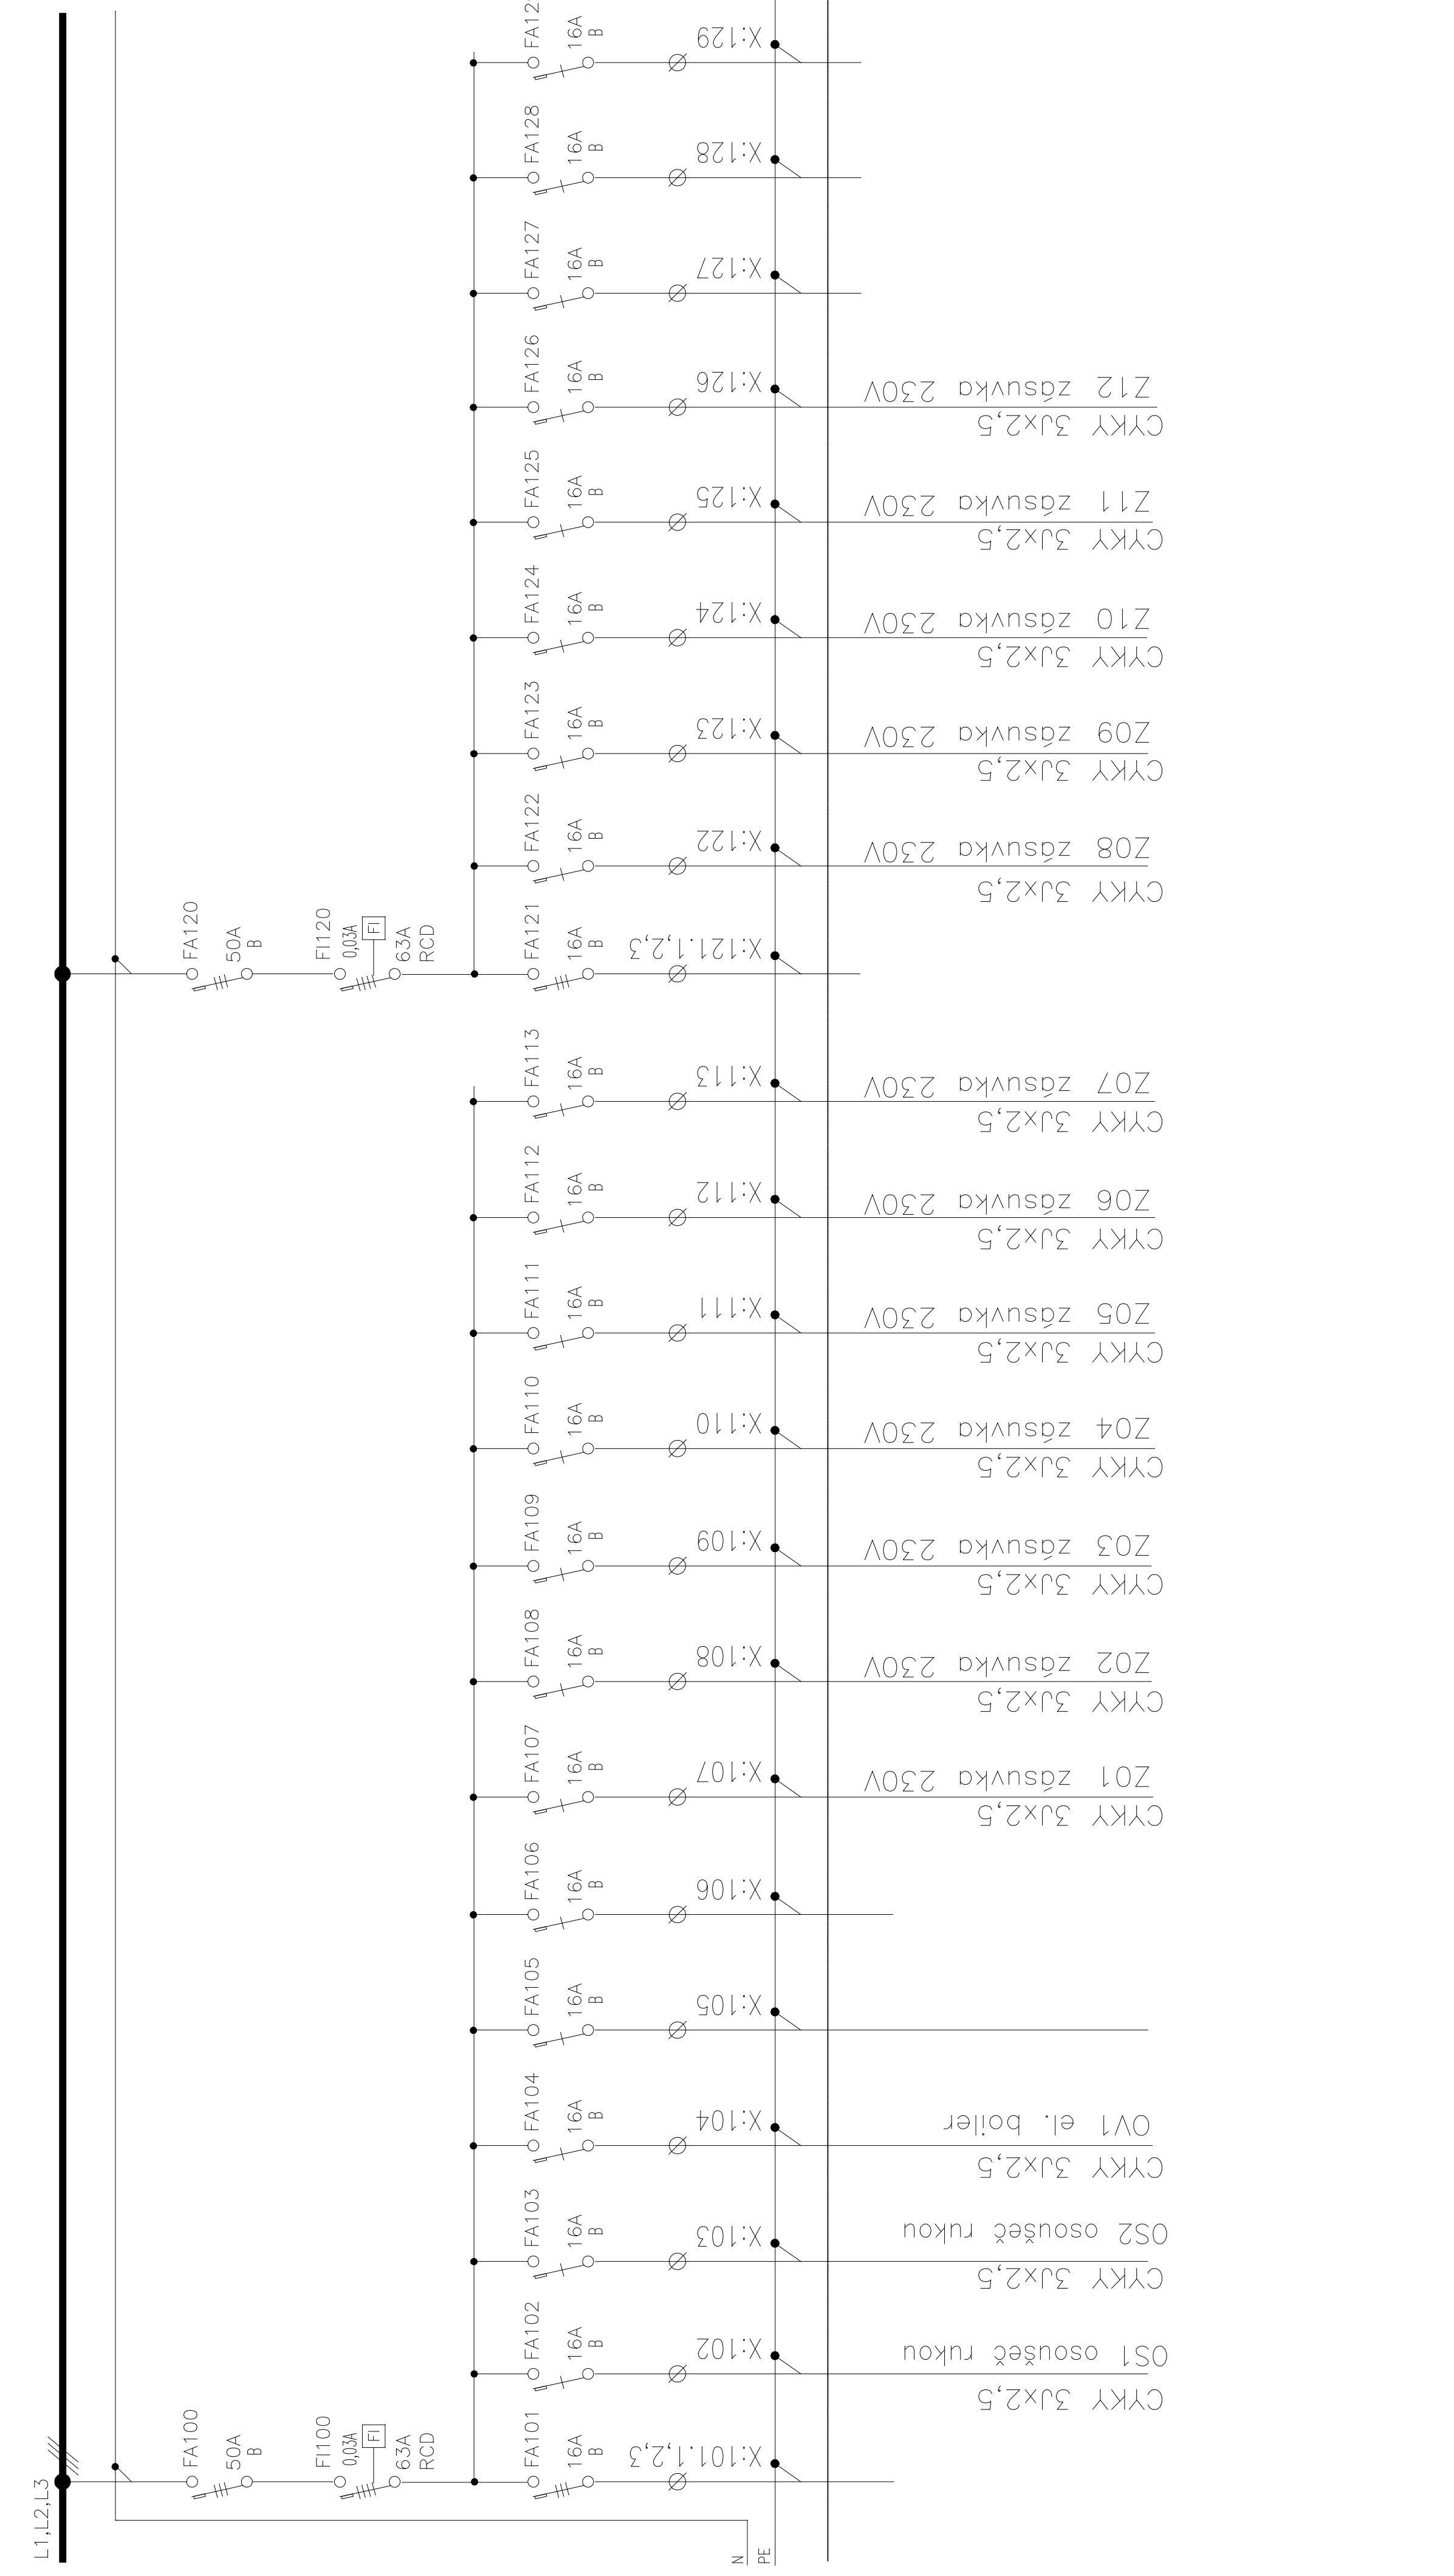 L1,L2,L3
N
PE
FA100
50A
B
FI100
0,03A
FI
63A
RCD
FA101
16A
B
X:101.1,2,3
FA102
16A
B
X:102
OS1 osoušeč rukou
CYKY 3Jx2,5
FA103
16A
B
X:103
OS2 osoušeč rukou
CYKY 3Jx2,5
FA104
16A
B
X:104
OV1 el. boiler
CYKY 3Jx2,5
FA105
16A
B
X:105
FA106
16A
B
X:106
FA107
16A
B
X:107
Z01 zásuvka 230V
CYKY 3Jx2,5
FA108
16A
B
X:108
Z02 zásuvka 230V
CYKY 3Jx2,5
FA109
16A
B
X:109
Z03 zásuvka 230V
CYKY 3Jx2,5
FA110
16A
B
X:110
Z04 zásuvka 230V
CYKY 3Jx2,5
FA111
16A
B
X:111
Z05 zásuvka 230V
CYKY 3Jx2,5
FA112
16A
B
X:112
Z06 zásuvka 230V
CYKY 3Jx2,5
FA113
16A
B
X:113
Z07 zásuvka 230V
CYKY 3Jx2,5
FA120
50A
B
FI120
0,03A
FI
63A
RCD
FA121
16A
B
X:121.1,2,3
FA122
16A
B
X:122
Z08 zásuvka 230V
CYKY 3Jx2,5
FA123
16A
B
X:123
Z09 zásuvka 230V
CYKY 3Jx2,5
FA124
16A
B
X:124
Z10 zásuvka 230V
CYKY 3Jx2,5
FA125
16A
B
X:125
Z11 zásuvka 230V
CYKY 3Jx2,5
FA126
16A
B
X:126
Z12 zásuvka 230V
CYKY 3Jx2,5
FA127
16A
B
X:127
FA128
16A
B
X:128
16A
B
X:129